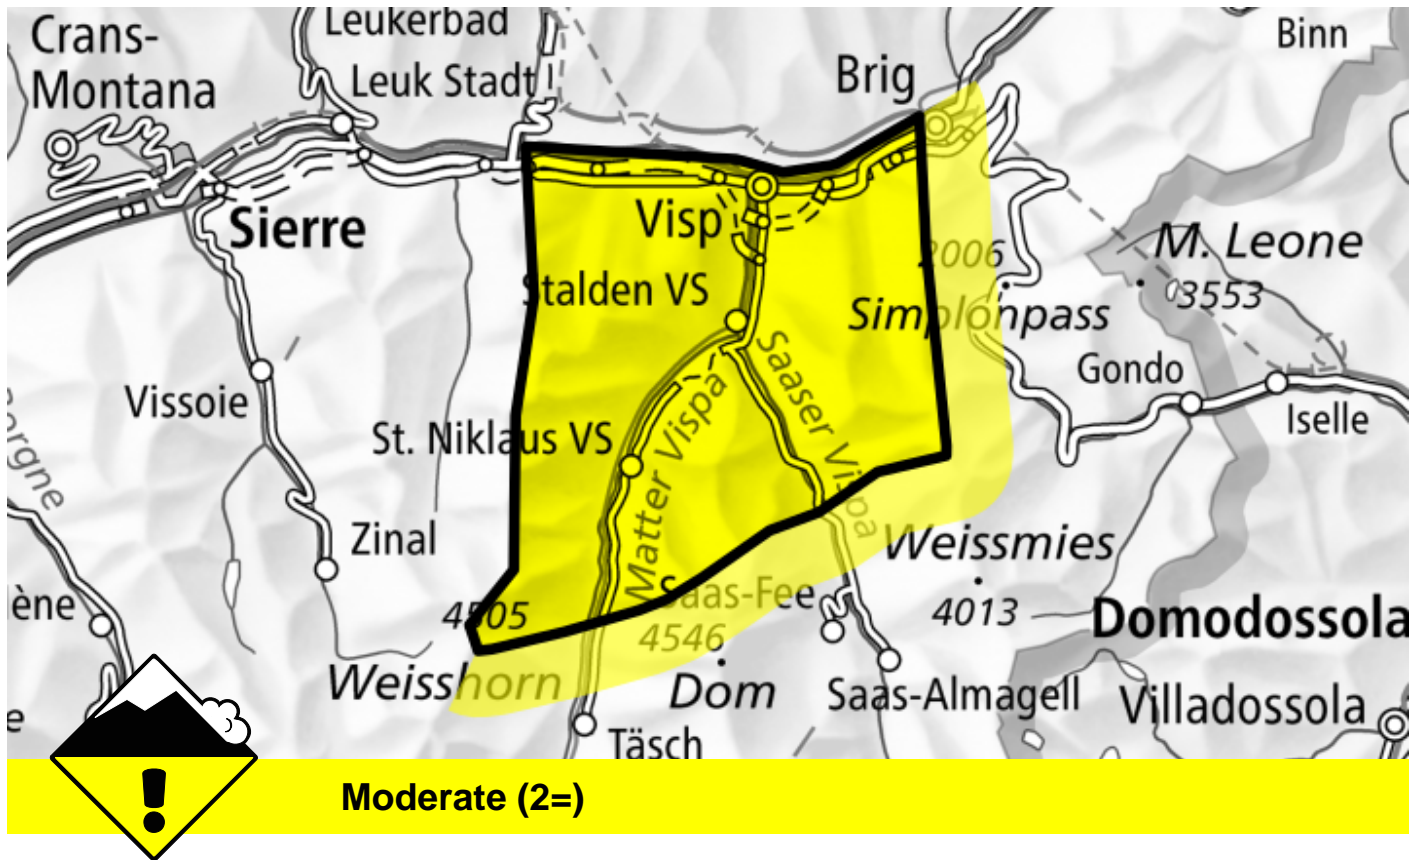 Crans-
Montana
Leukerbad
Leuk Stadt
Brig
Binn
Sierre
Visp
2006
M. Leone
3553
Stalden VS
Simplonpass
Saaser Vispa
Gondo
Vissoie
St. Niklaus VS
Matter Vispa
Iselle
Zinal
Weissmies
4013
4505
Saas-Fee
4546
Domodossola
Weisshorn
Dom
Saas-Almagell
Villadossola
Täsch
!
Moderate (2=)